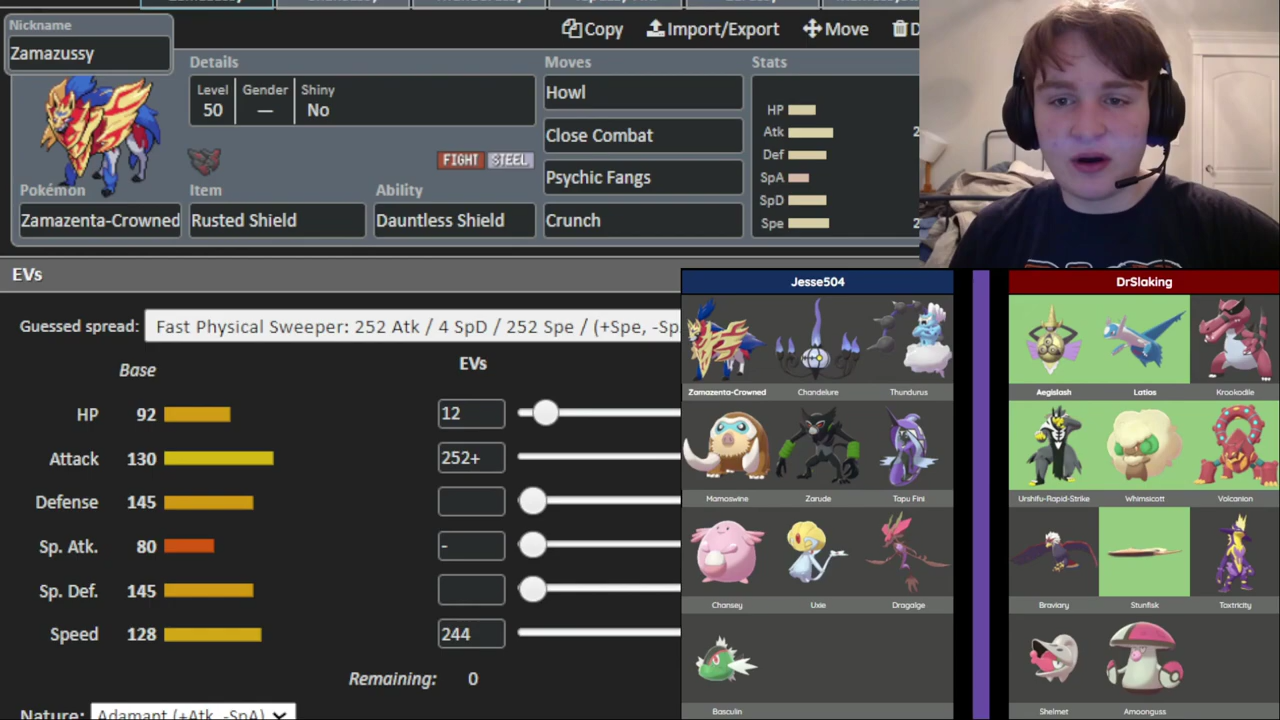 Nickname
Zamazussy
Copy Import/Export Move
Details
Level Gender Shiny
50 — No
Moves
Howl
Close Combat
Psychic Fangs
Crunch
Stats
HP
Atk
Def
SpA
SpD
Spe
FIGHT STEEL
Pokémon Item Ability
Zamazenta-Crowned Rusted Shield Dauntless Shield
EVs
Guessed spread: Fast Physical Sweeper: 252 Atk / 4 SpD / 252 Spe / (+Spe, -Sp
Base EVs
HP 92 12
Attack 130 252+
Defense 145
Sp. Atk. 80 -
Sp. Def. 145
Speed 128 244
Remaining: 0
Nature: Adamant (+Atk, -SpA)
Jesse504
Zamazenta-Crowned Chandelure Thundurus
Mamoswine Zarude Tapu Fini
Chansey Uxie Dragalge
Basculin
DrSlaking
Aegislash Latios Krookodile
Urshifu-Rapid-Strike Whimsicott Volcanion
Braviary Stunfisk Toxtricity
Shelmet Amoonguss